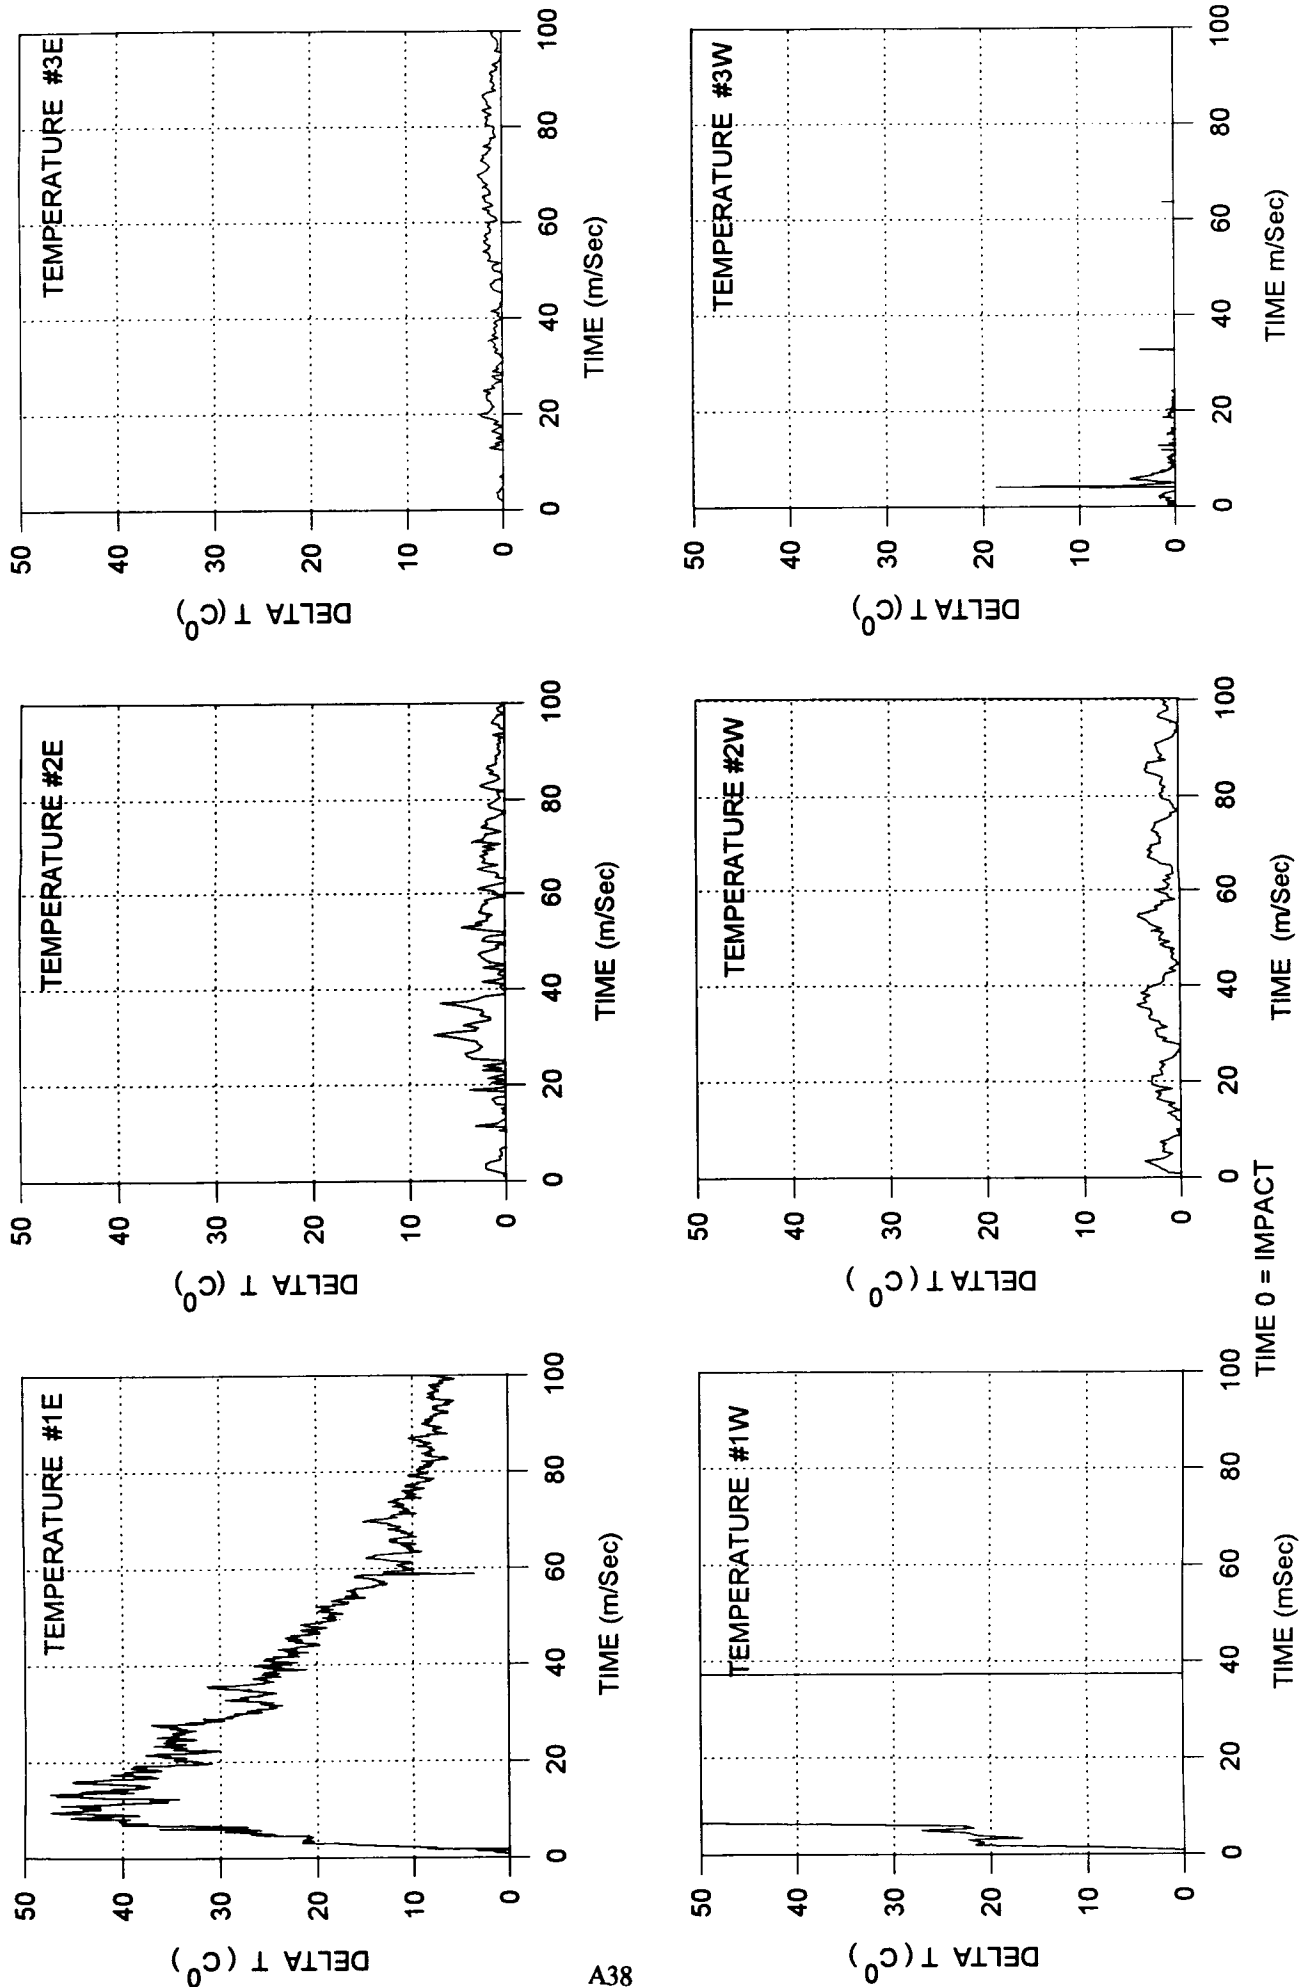 TEMPERATURE #1E
DELTA T (C⁰)
50
40
30
20
10
0
0 20 40 60 80 100
TIME (m/Sec)
TEMPERATURE #2E
DELTA T (C⁰)
50
40
30
20
10
0
0 20 40 60 80 100
TIME (m/Sec)
TEMPERATURE #3E
DELTA T (C⁰)
50
40
30
20
10
0
0 20 40 60 80 100
TIME (m/Sec)
TEMPERATURE #1W
DELTA T (C⁰)
50
40
30
20
10
0
0 20 40 60 80 100
TIME (mSec)
TEMPERATURE #2W
DELTA T (C⁰)
50
40
30
20
10
0
0 20 40 60 80 100
TIME (m/Sec)
TEMPERATURE #3W
DELTA T (C⁰)
50
40
30
20
10
0
0 20 40 60 80 100
TIME m/Sec)
TIME 0 = IMPACT
A38